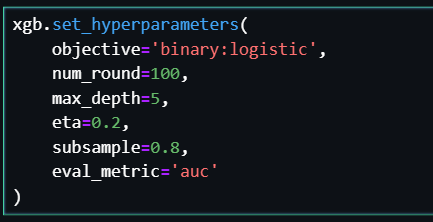 xgb.set_hyperparameters(
    objective='binary:logistic',
    num_round=100,
    max_depth=5,
    eta=0.2,
    subsample=0.8,
    eval_metric='auc'
)